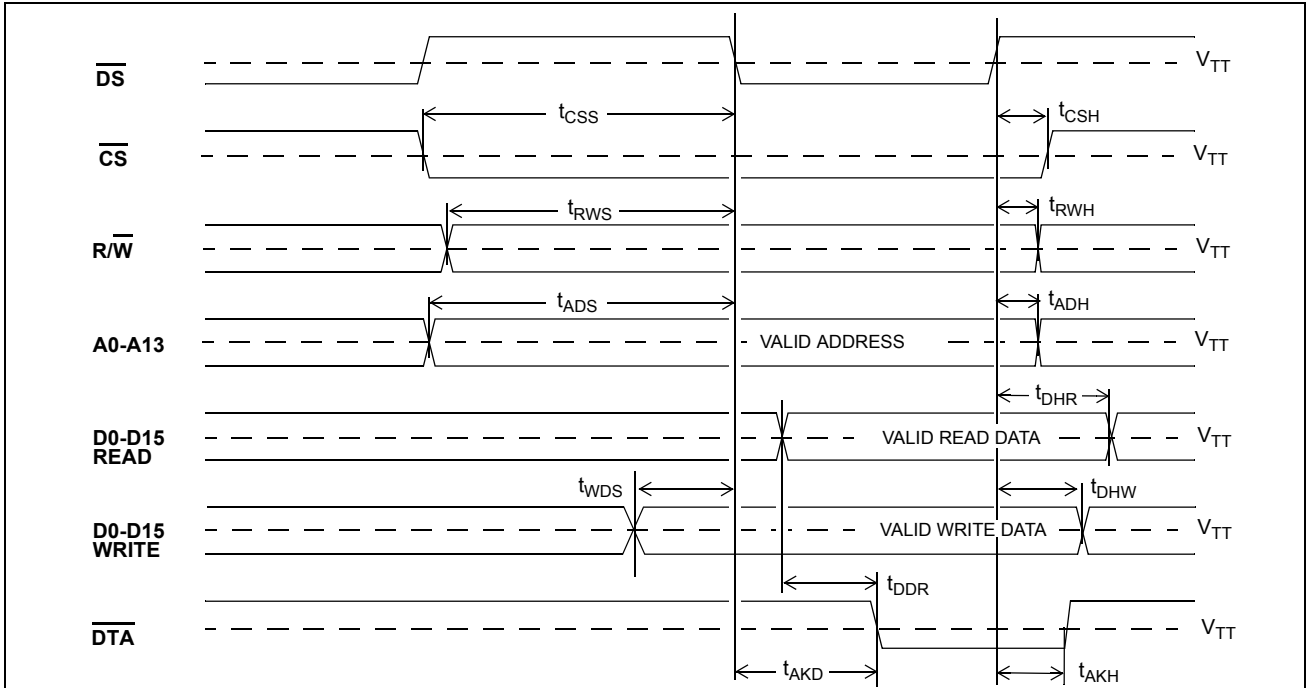 DS VTT
tCSS tCSH
CS VTT
tRWS tRWH
R/W VTT
tADS tADH
A0-A13 VALID ADDRESS VTT
tDHR
D0-D15 VALID READ DATA VTT
READ
tWDS tDHW
D0-D15 VALID WRITE DATA VTT
WRITE
tDDR
DTA VTT
tAKD tAKH